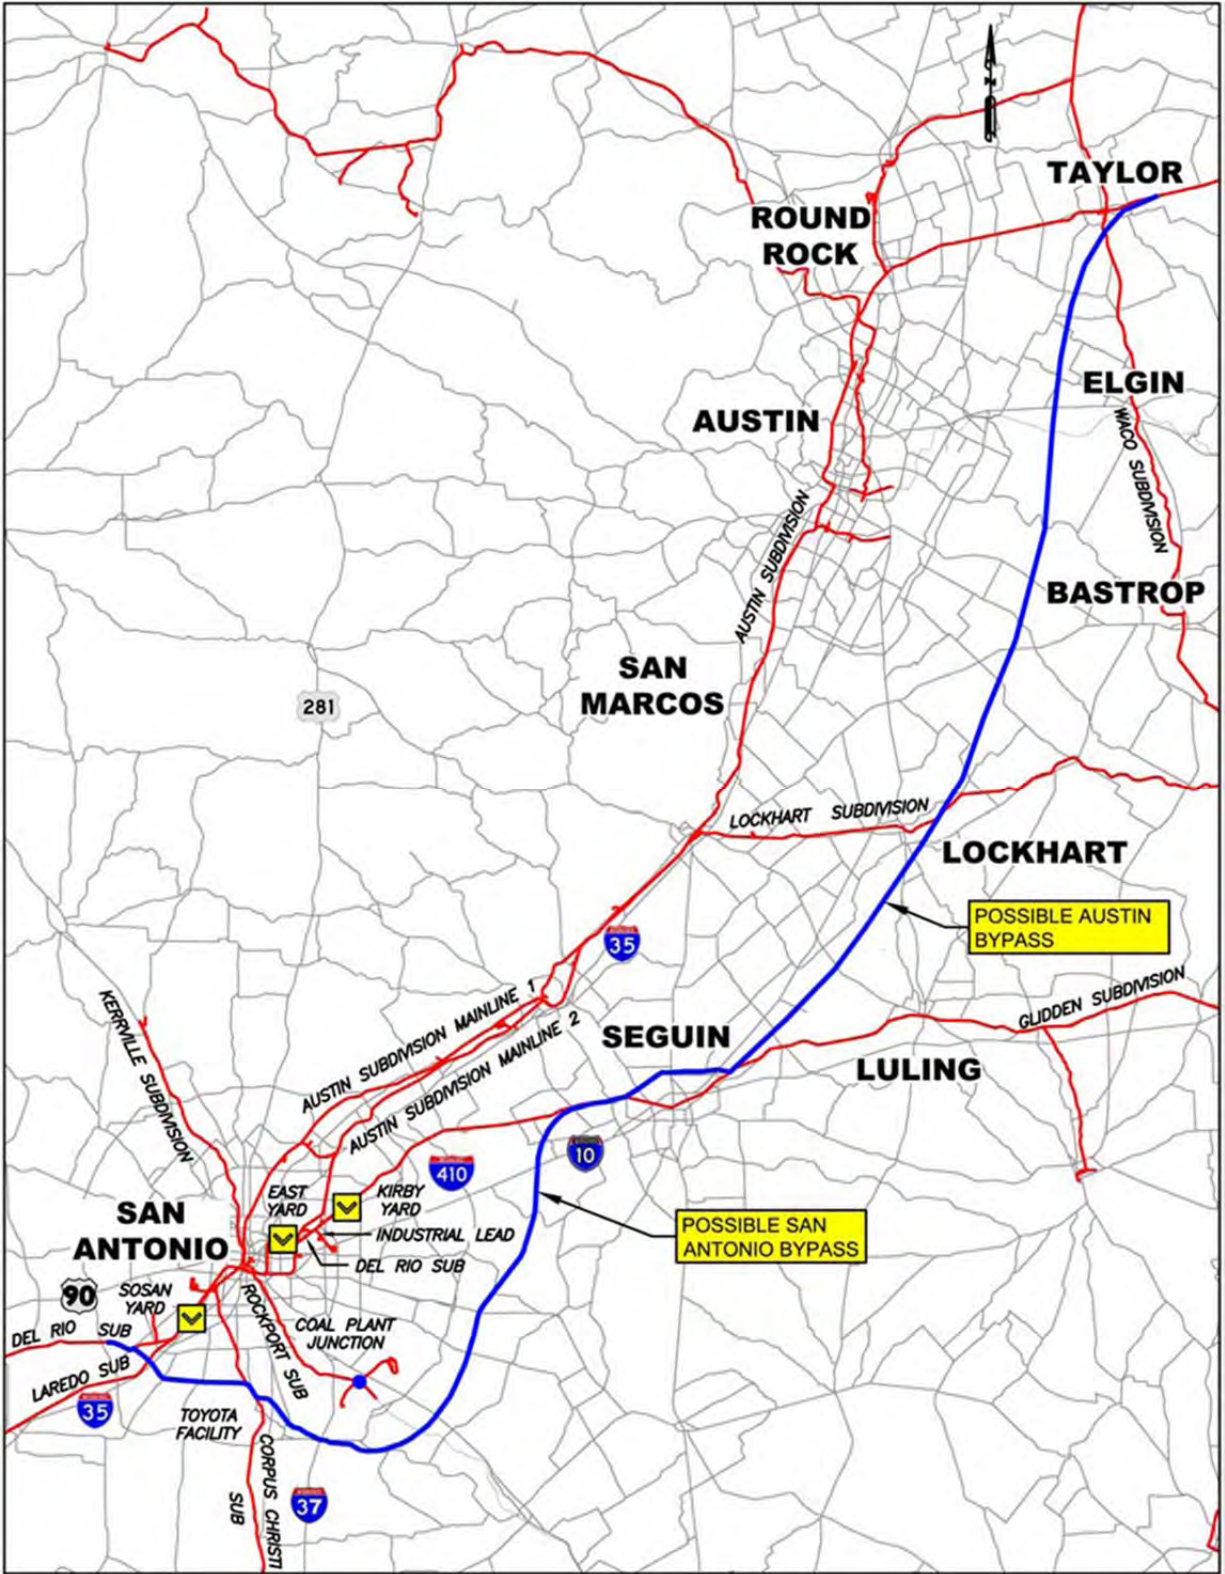 N
TAYLOR
ROUND
ROCK
ELGIN
WACO SUBDIVISION
AUSTIN
AUSTIN SUBDIVISION
BASTROP
SAN
MARCOS
281
LOCKHART SUBDIVISION
LOCKHART
POSSIBLE AUSTIN
BYPASS
35
GLIDDEN SUBDIVISION
AUSTIN SUBDIVISION MAINLINE 1
AUSTIN SUBDIVISION MAINLINE 2
KERRVILLE SUBDIVISION
SEGUIN
LULING
10
410
EAST
YARD
KIRBY
YARD
INDUSTRIAL LEAD
DEL RIO SUB
SAN
ANTONIO
POSSIBLE SAN
ANTONIO BYPASS
90
SOSAN
YARD
DEL RIO SUB
ROCKPORT SUB
COAL PLANT
JUNCTION
LAREDO SUB
35
TOYOTA
FACILITY
CORPUS CHRISTI
SUB
37